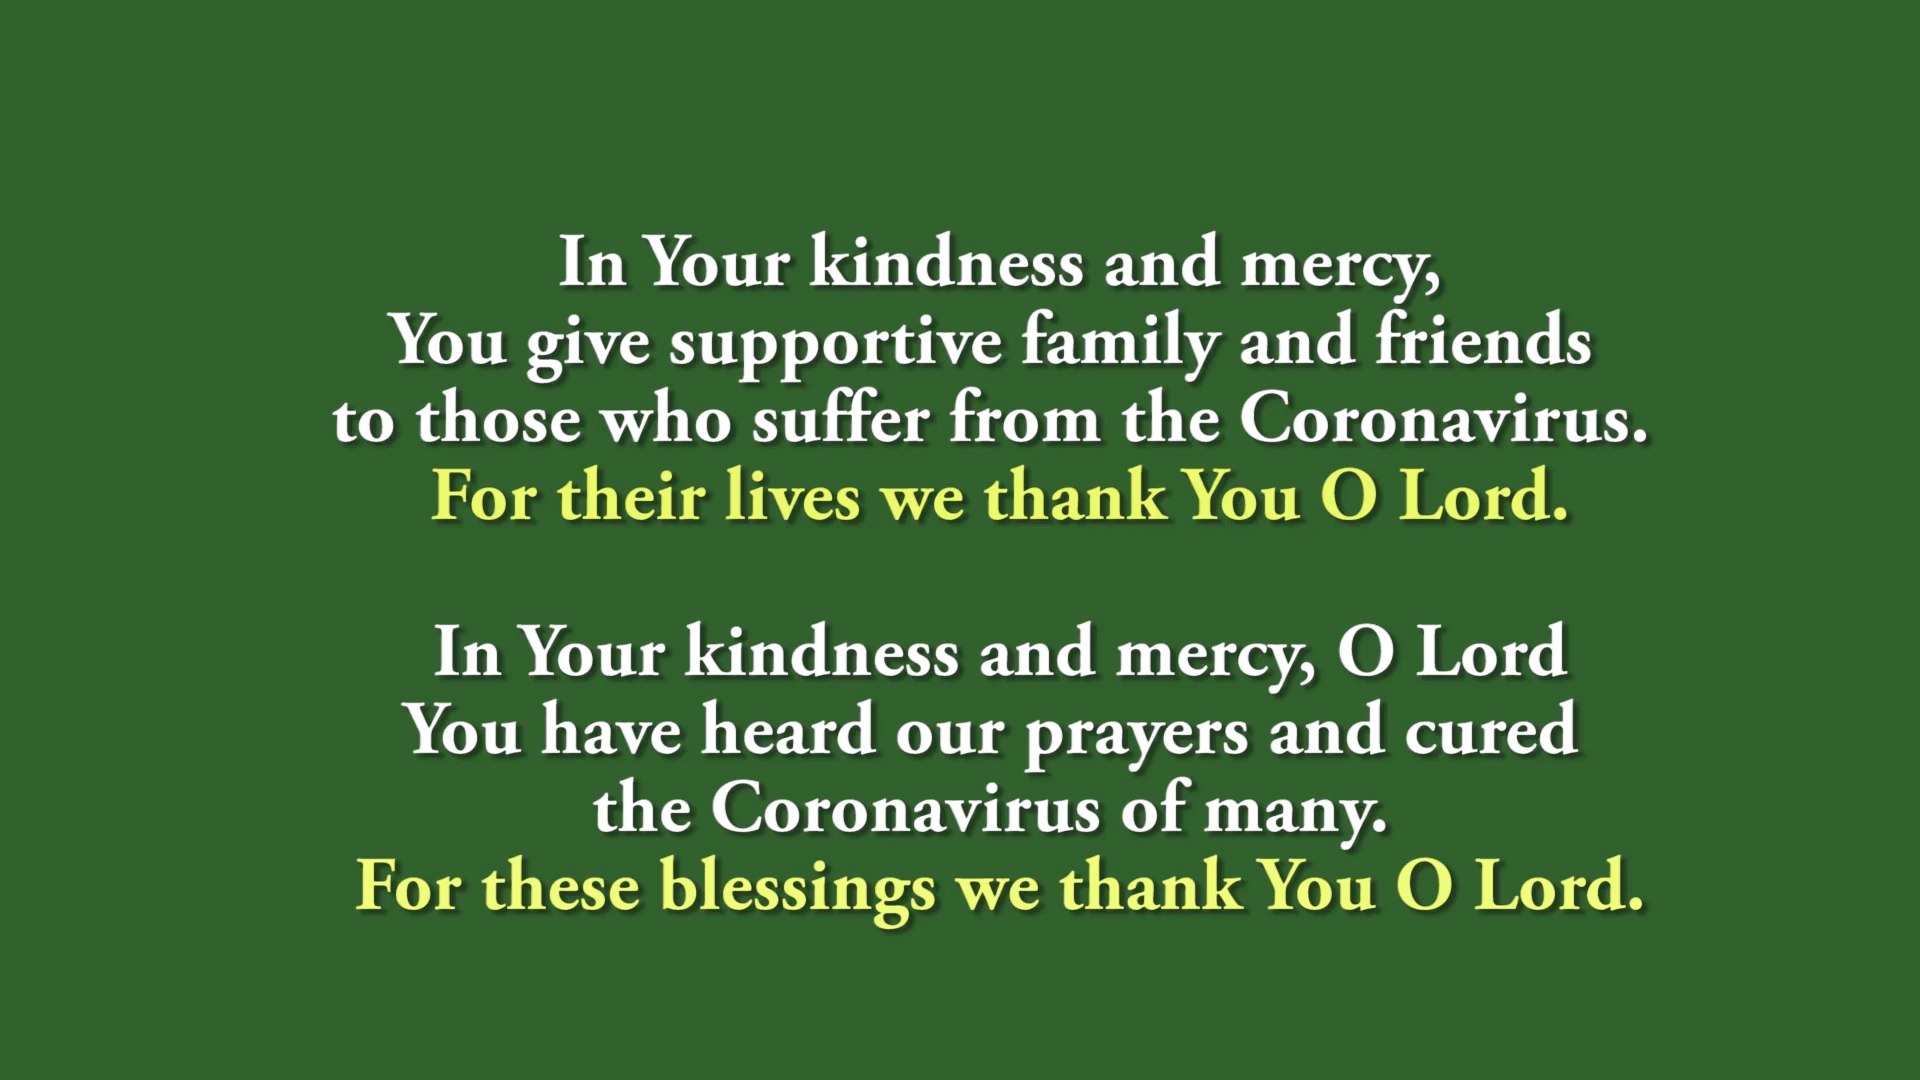 In Your kindness and mercy,
You give supportive family and friends
to those who suffer from the Coronavirus.
For their lives we thank You O Lord.
In Your kindness and mercy, O Lord
You have heard our prayers and cured
the Coronavirus of many.
For these blessings we thank You O Lord.